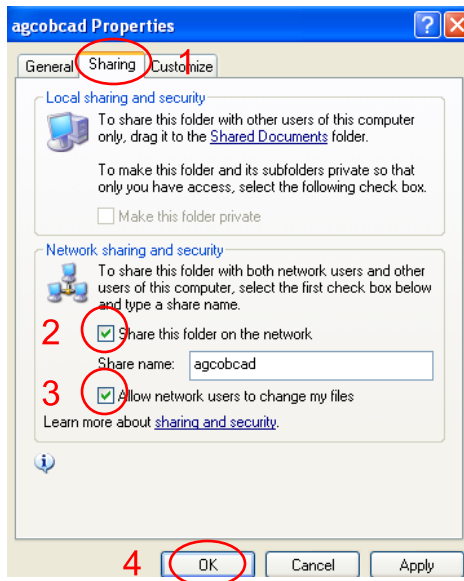 agcobcad Properties
General Sharing 1 Customize
Local sharing and security
To share this folder with other users of this computer
only, drag it to the Shared Documents folder.
To make this folder and its subfolders private so that
only you have access, select the following check box.
Make this folder private
Network sharing and security
To share this folder with both network users and other
users of this computer, select the first check box below
and type a share name.
2 Share this folder on the network
Share name: agcobcad
3 Allow network users to change my files
Learn more about sharing and security.
4 OK Cancel Apply